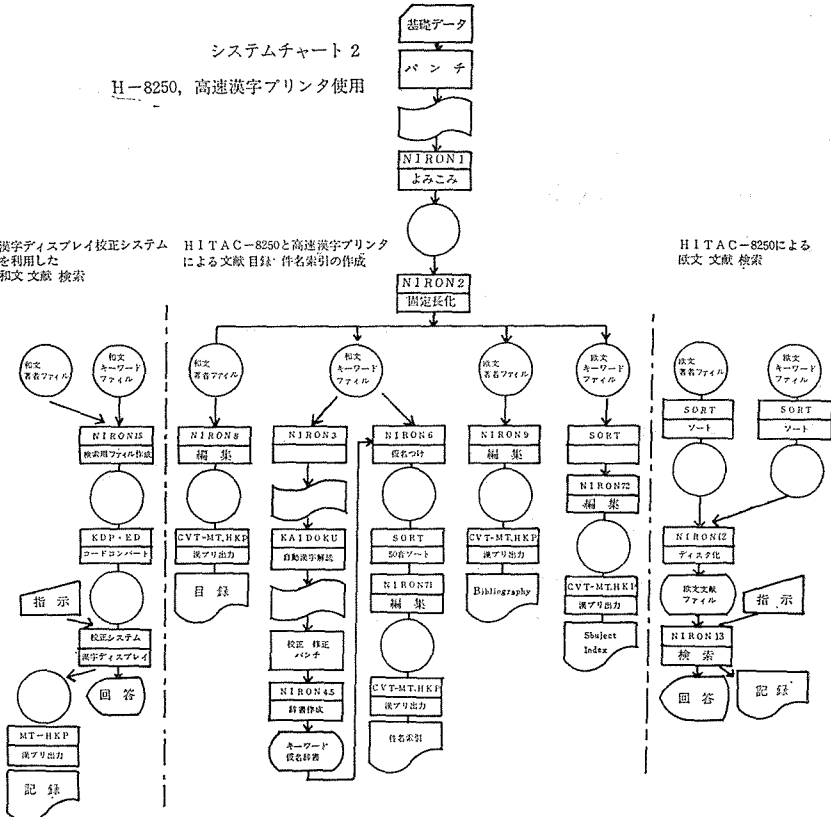 システムチャート 2
H-8250, 高速漢字プリンタ使用
基礎データ
パンチ
NIRON1
よみこみ
NIRON2
固定長化
漢字ディスプレイ校正システム
を利用した
和文 文献 検索
HITAC-8250と高速漢字プリンタ
による文献目録・件名索引の作成
HITAC-8250による
欧文 文献 検索
和文
著者ファイル
和文
キーワード
ファイル
NIRON15
検索用ファイル作成
KDP・ED
コードコンバート
指示
校正システム
漢字ディスプレイ
回答
MT-HKP
漢プリ出力
記録
和文
著者ファイル
NIRON8
編集
CVT-MT.HKP
漢プリ出力
目録
和文
キーワード
ファイル
NIRON3
KAIDOKU
自動漢字解読
校正 修正
パンチ
NIRON4.5
辞書作成
キーワード
仮名辞書
NIRON6
仮名つけ
SORT
50音ソート
NIRON71
編集
CVT-MT.HKP
漢プリ出力
件名索引
欧文
著者ファイル
NIRON9
編集
CVT-MT.HKP
漢プリ出力
Bibliography
欧文
キーワード
ファイル
SORT
NIRON72
編集
CVT-MT.HKP
漢プリ出力
Sbuject
Index
欧文
著者ファイル
SORT
ソート
欧文
キーワード
ファイル
SORT
ソート
NIRON12
ディスク化
欧文文献
ファイル
指示
NIRON13
検索
回答
記録